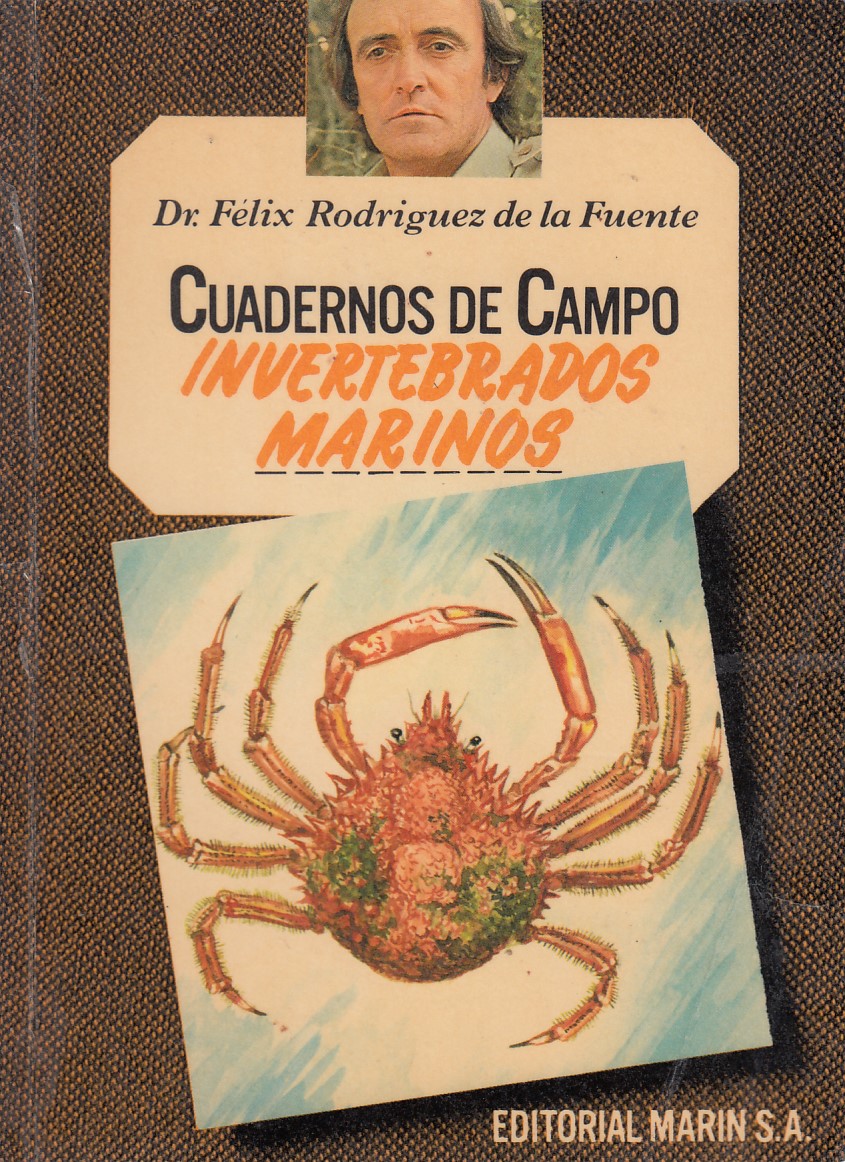 Dr. Félix Rodriguez de la Fuente
CUADERNOS DE CAMPO
INVERTEBRADOS
MARINOS
EDITORIAL MARIN S.A.